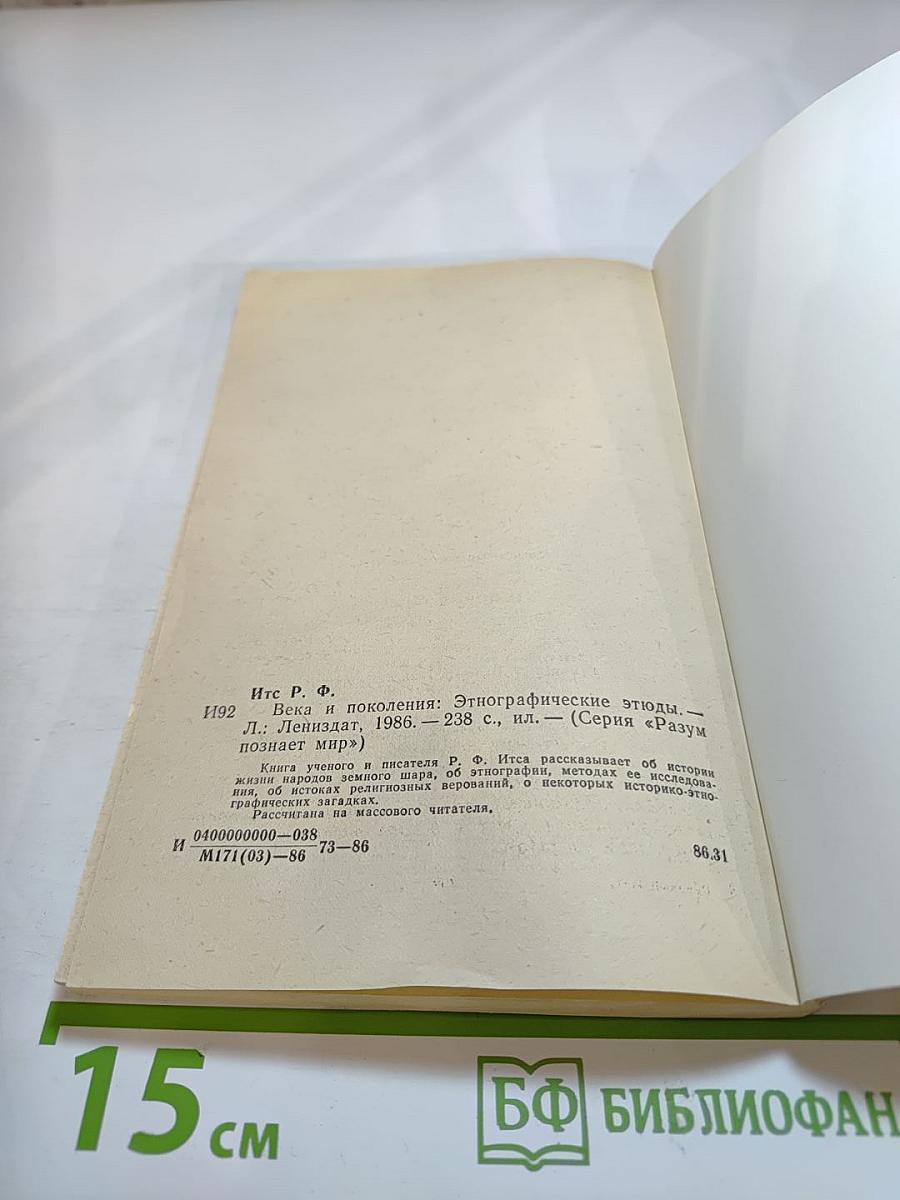 Итс Р. Ф.
И92 Века и поколения: Этнографические этюды.—
Л.: Лениздат, 1986. — 238 с., ил. — (Серия «Разум
познает мир»)
Книга ученого и писателя Р. Ф. Итса рассказывает об истории
жизни народов земного шара, об этнографии, методах ее исследова-
ния, об истоках религиозных верований, о некоторых историко-этно-
графических загадках.
Рассчитана на массового читателя.
0400000000—038
И 73—86
М171(03)—86
86.31
15 см
БФ БИБЛИОФАН